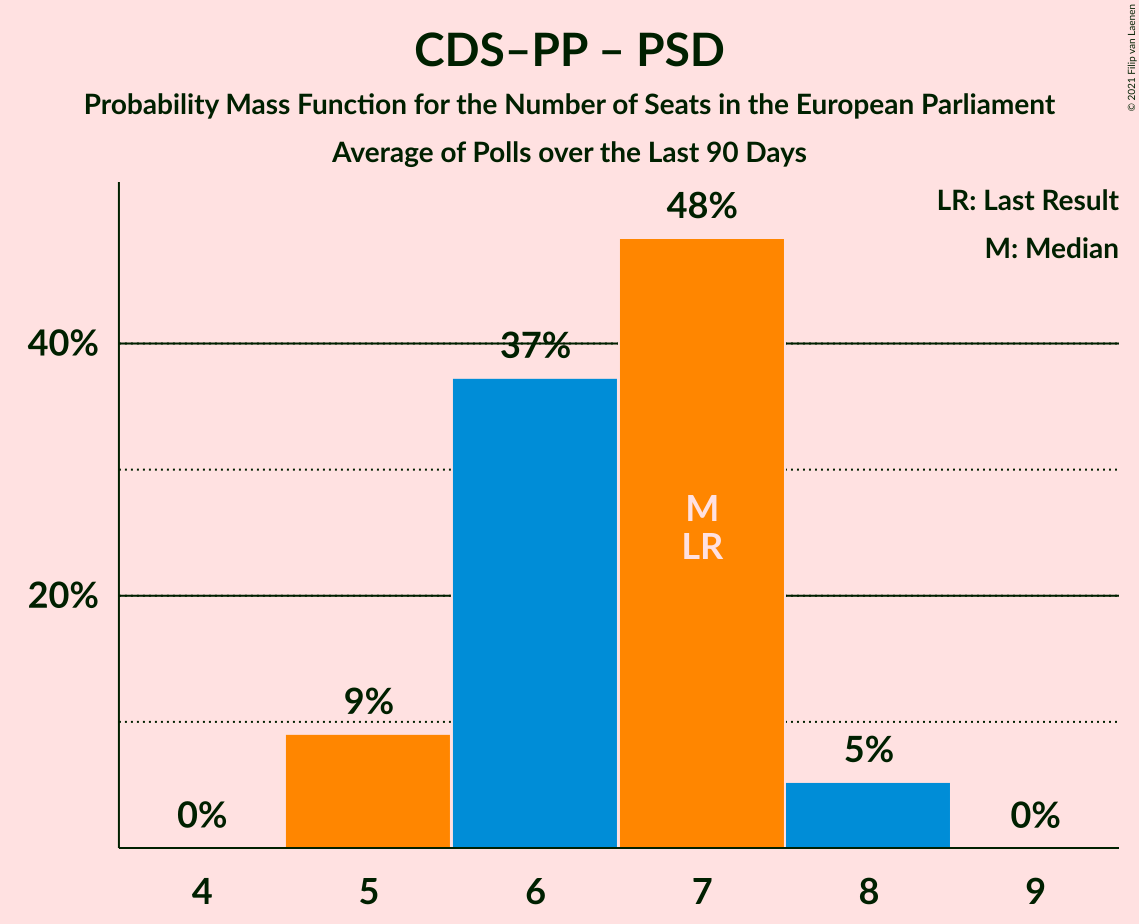 CDS–PP – PSD
Probability Mass Function for the Number of Seats in the European Parliament
Average of Polls over the Last 90 Days
© 2021 Filip van Laenen
LR: Last Result
M: Median
48%
40%
37%
M
LR
20%
9%
5%
0%
0%
4 5 6 7 8 9